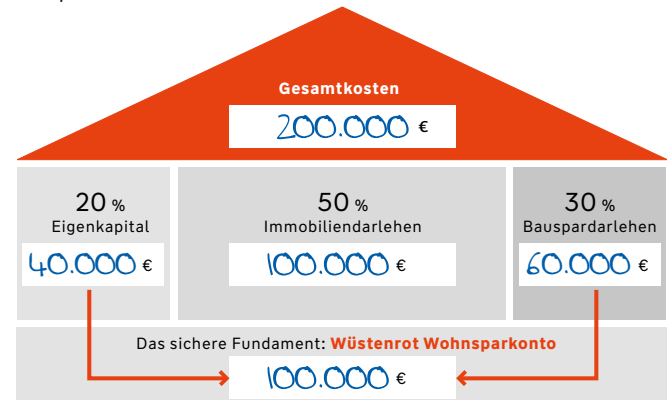 Gesamtkosten
200.000 €
20 %
Eigenkapital
40.000 €
50 %
Immobiliendarlehen
100.000 €
30 %
Bauspardarlehen
60.000 €
Das sichere Fundament: Wüstenrot Wohnsparkonto
100.000 €